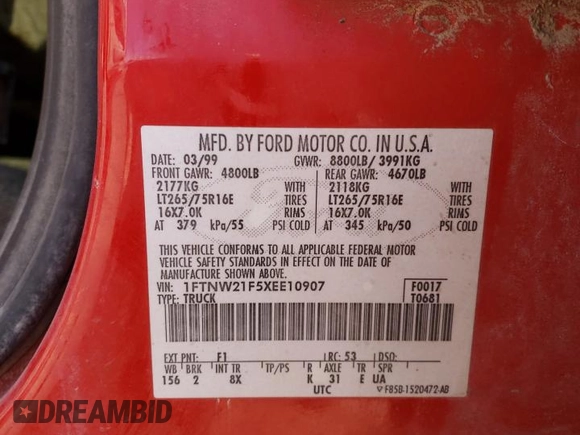 MFD. BY FORD MOTOR CO. IN U.S.A.
DATE: 03/99 GVWR: 8800LB/ 3991KG
FRONT GAWR: 4800LB REAR GAWR: 4670LB
2177KG WITH 2118KG WITH
LT265/75R16E TIRES LT265/75R16E TIRES
16X7.0K RIMS 16X7.0K RIMS
AT 379 kPa/55 PSI COLD AT 345 kPa/50 PSI COLD
THIS VEHICLE CONFORMS TO ALL APPLICABLE FEDERAL MOTOR
VEHICLE SAFETY STANDARDS IN EFFECT ON THE DATE OF
MANUFACTURE SHOWN ABOVE.
VIN: 1FTNW21F5XEE10907 F0017
TYPE: TRUCK T0681
EXT PNT: F1 RC: 53 DSO:
WB BRK INT TR TP/PS R AXLE TR SPR
156 2 8X K 31 E UA
UTC F85B-1520472-AB
DREAMBID